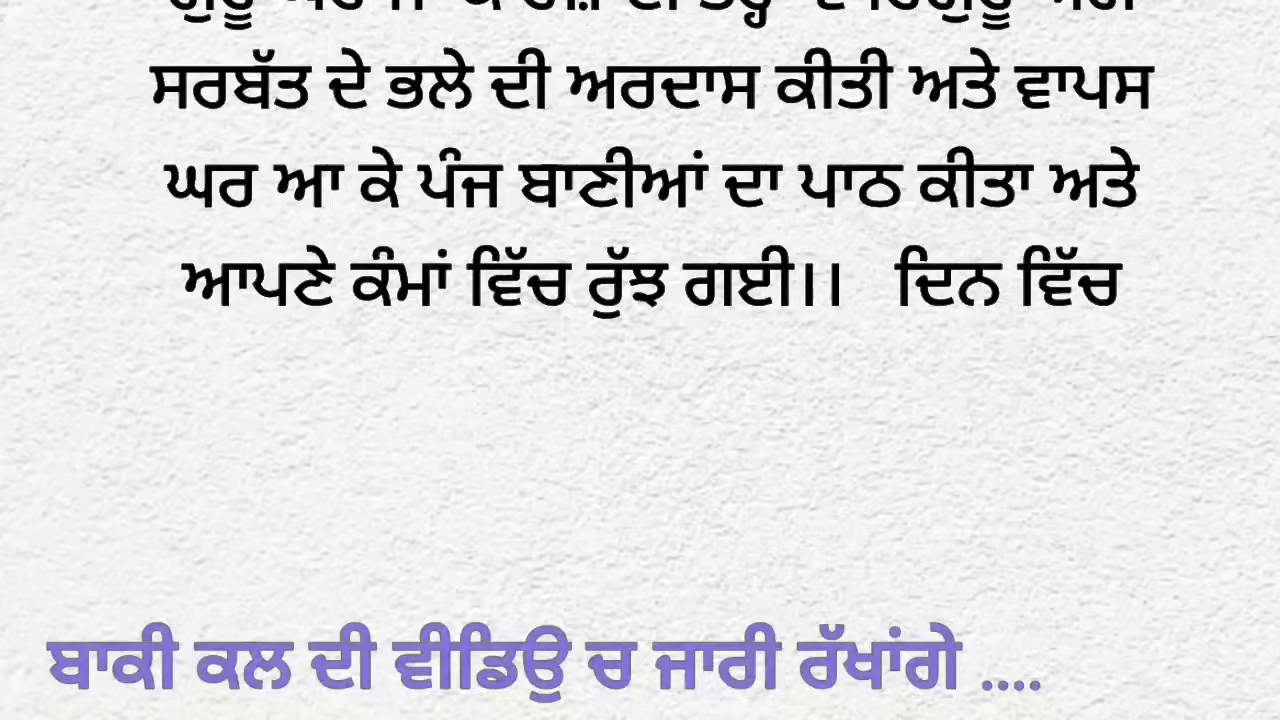 ਸਰਬੱਤ ਦੇ ਭਲੇ ਦੀ ਅਰਦਾਸ ਕੀਤੀ ਅਤੇ ਵਾਪਸ
ਘਰ ਆ ਕੇ ਪੰਜ ਬਾਣੀਆਂ ਦਾ ਪਾਠ ਕੀਤਾ ਅਤੇ
ਆਪਣੇ ਕੰਮਾਂ ਵਿੱਚ ਰੁੱਝ ਗਈ।। ਦਿਨ ਵਿੱਚ
ਬਾਕੀ ਕਲ ਦੀ ਵੀਡਿਉ ਚ ਜਾਰੀ ਰੱਖਾਂਗੇ ....